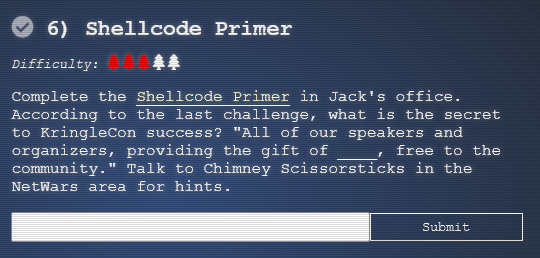 6) Shellcode Primer
Difficulty:
Complete the Shellcode Primer in Jack's office.
According to the last challenge, what is the secret
to KringleCon success? "All of our speakers and
organizers, providing the gift of ____, free to the
community." Talk to Chimney Scissorsticks in the
NetWars area for hints.
Submit